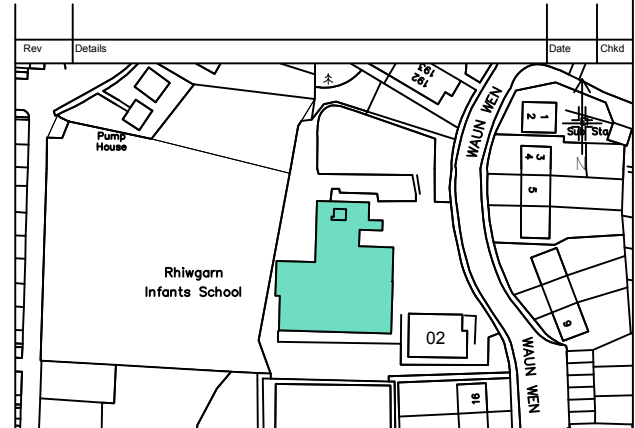 Rev Details Date Chkd
193
192
WAUN WEN
1
2
Sub Sta
N
3
4
5
Pump
House
Rhiwgarn
Infants School
02
9
WAUN WEN
16